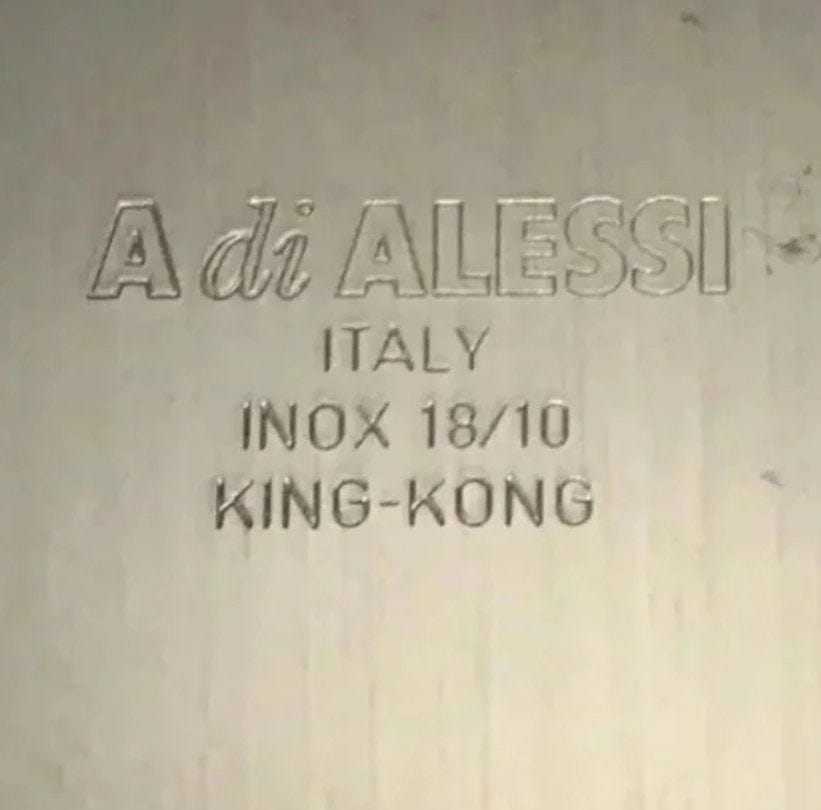 A di ALESSI
ITALY
INOX 18/10
KING-KONG